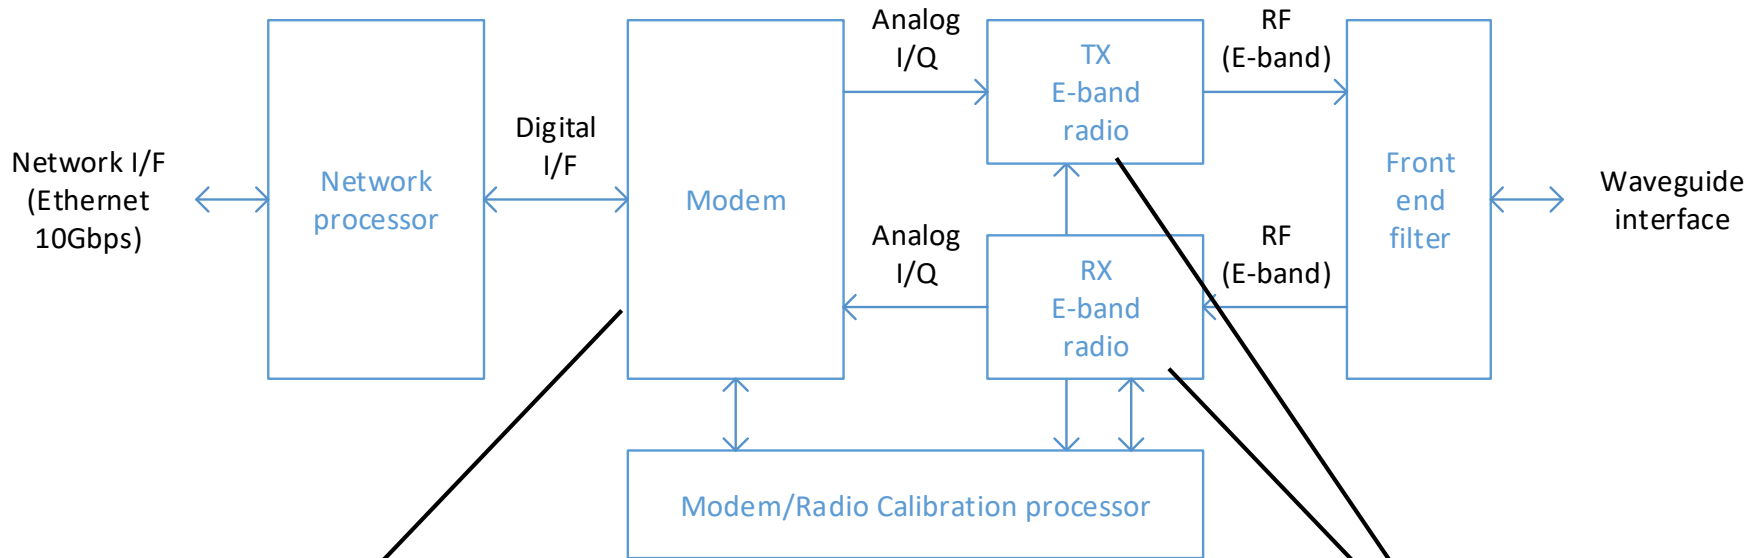 Network I/F
(Ethernet
10Gbps)
Network
processor
Digital
I/F
Modem
Analog
I/Q
Analog
I/Q
TX
E-band
radio
RX
E-band
radio
RF
(E-band)
RF
(E-band)
Front
end
filter
Waveguide
interface
Modem/Radio Calibration processor